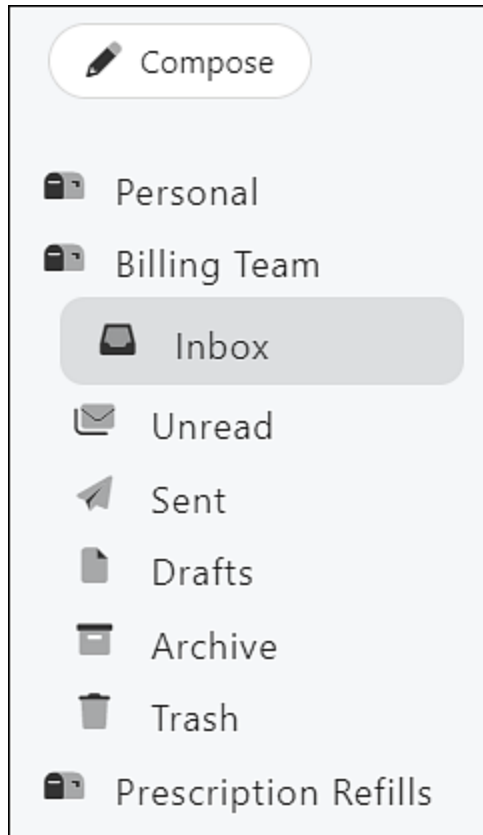 Compose
Personal
Billing Team
Inbox
Unread
Sent
Drafts
Archive
Trash
Prescription Refills